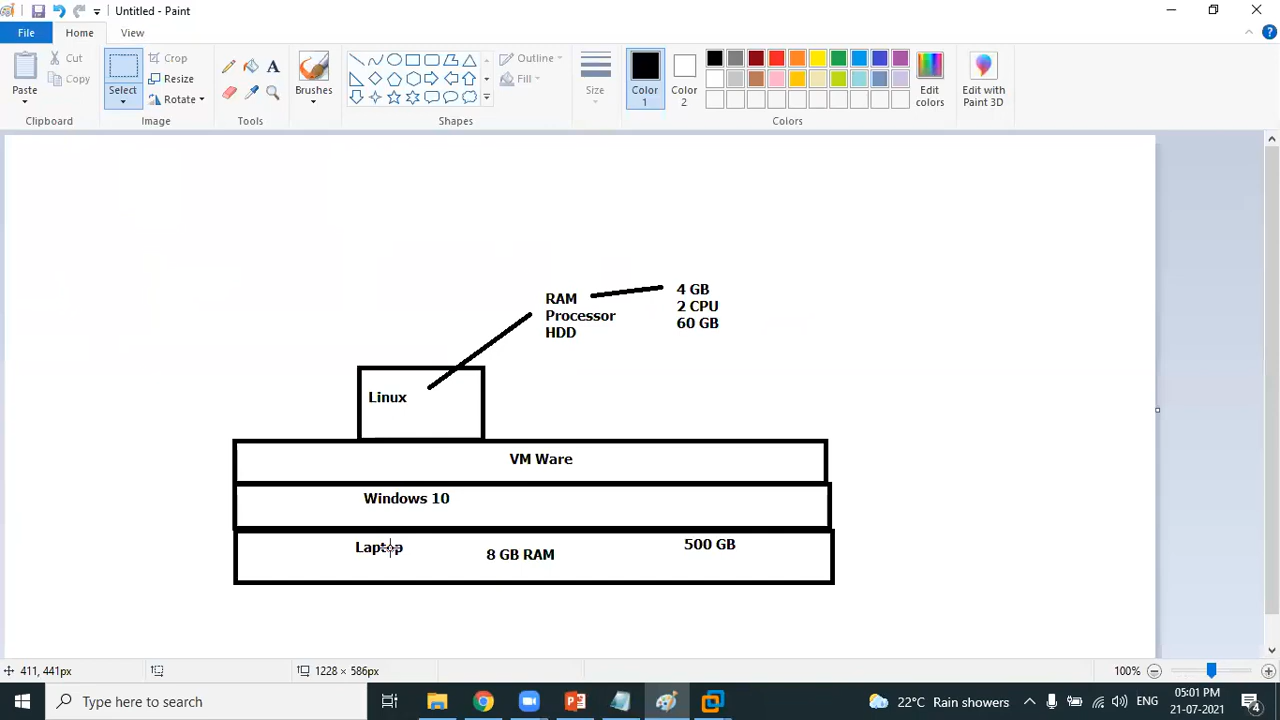 Untitled - Paint
File
Home
View
Paste
Cut
Copy
Clipboard
Select
Crop
Resize
Rotate
Image
A
Tools
Brushes
Outline
Fill
Shapes
Size
Color 1
Color 2
Edit colors
Edit with Paint 3D
Colors
RAM
Processor
HDD
4 GB
2 CPU
60 GB
Linux
VM Ware
Windows 10
Laptop
8 GB RAM
500 GB
411, 441px
1228 × 586px
100%
Type here to search
22°C Rain showers
ENG
05:01 PM
21-07-2021
4